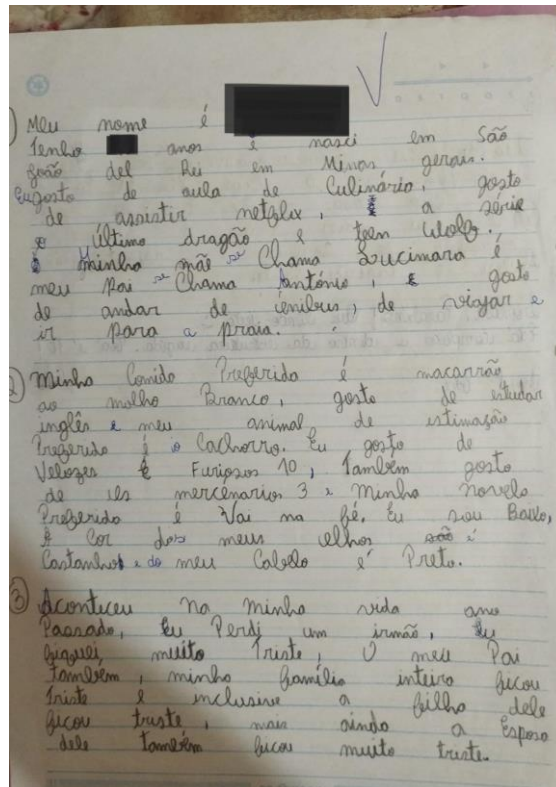 1) Meu nome é
Tenho anos e nasci em São
João del Rei em Minas gerais.
Eu gosto de aula de Culinário, gosto
de assistir netflix, a série
o último dragão e teen Wolf.
minha mãe se Chama Lucimara e
meu pai se Chama Antônio, e gosto
de andar de ônibus, de viajar e
ir para a praia.
2) Minha Comida Preferida é macarrão
ao molho Branco, gosto de estudar
inglês e meu animal de estimação
Preferido é o Cachorro. Eu gosto de
Velozes e Furiosos 10, Também gosto
de os mercenários 3 e Minha novela
Preferida é Vai na fé. Eu sou Baixo,
a Cor dos meus olhos é
Castanhos e do meu Cabelo é Preto.
3 Aconteceu na minha vida ano
Passado, Eu Perdi um irmão, Eu
fiquei muito Triste, O meu Pai
Também, minha família inteira ficou
Triste e inclusive a filha dele
ficou triste, mais ainda a Esposa
dele também ficou muito triste.